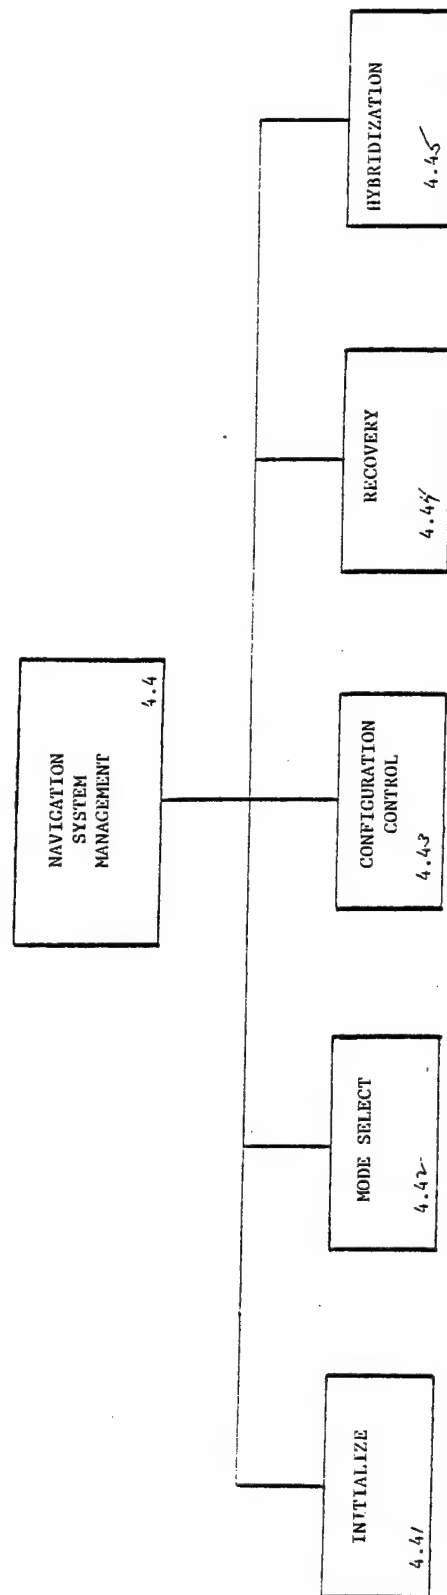 NAVIGATION
SYSTEM
MANAGEMENT
4.4
INITIALIZE
4.41
MODE SELECT
4.42
CONFIGURATION
CONTROL
4.43
RECOVERY
4.44
HYBRIDIZATION
4.45